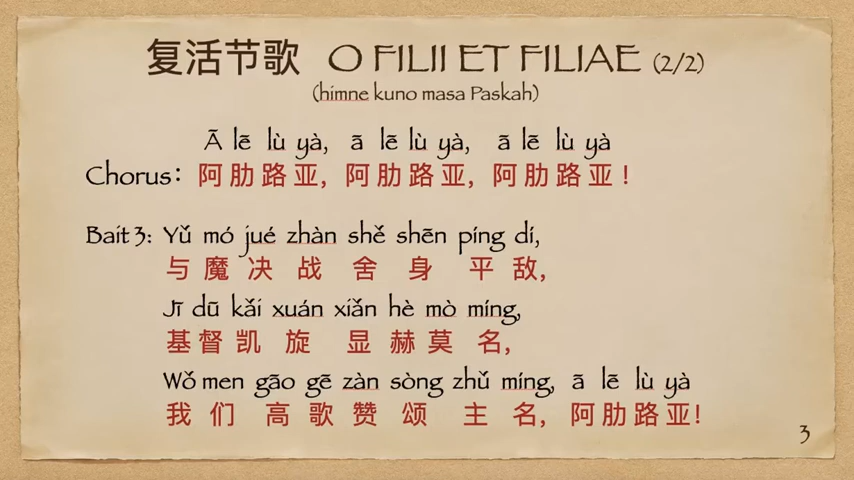 复活节歌 O FILII ET FILIAE (2/2)
(himne kuno masa Paskah)
Ā lē lù yà, ā lē lù yà, ā lē lù yà
Chorus: 阿肋路亚, 阿肋路亚, 阿肋路亚!
Bait 3: Yǔ mó jué zhàn shě shēn píng dí,
与魔决战舍身平敌,
Jī dū kǎi xuán xiǎn hè mò míng,
基督凯旋显赫莫名,
Wǒ men gāo gē zàn sòng zhǔ míng, ā lē lù yà
我们高歌赞颂主名, 阿肋路亚!
3